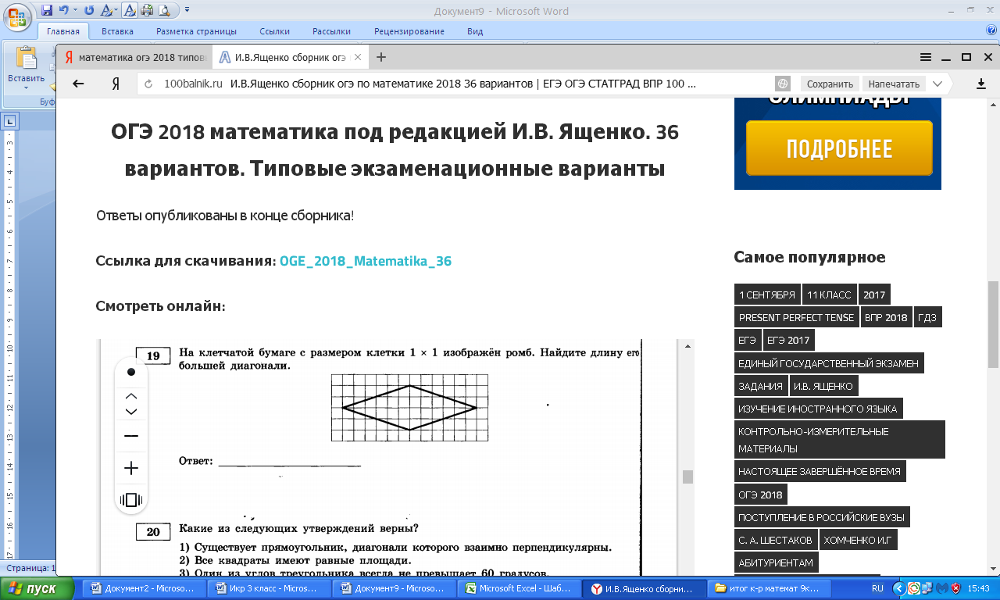 Документ9 - Microsoft Word
Главная
Вставка
Разметка страницы
Ссылки
Рассылки
Рецензирование
Вид
Вставить
Буф
математика огэ 2018 типов
И.В.Ященко сборник огэ
Я
100balnik.ru
И.В.Ященко сборник огэ по математике 2018 36 вариантов | ЕГЭ ОГЭ СТАТГРАД ВПР 100 ...
Сохранить
Напечатать
ОГЭ 2018 математика под редакцией И.В. Ященко. 36
вариантов. Типовые экзаменационные варианты
Ответы опубликованы в конце сборника!
Ссылка для скачивания: OGE_2018_Matematika_36
Смотреть онлайн:
19
На клетчатой бумаге с размером клетки 1 × 1 изображён ромб. Найдите длину его
большей диагонали.
Ответ:
20
Какие из следующих утверждений верны?
1) Существует прямоугольник, диагонали которого взаимно перпендикулярны.
2) Все квадраты имеют равные площади.
3) Один из углов треугольника всегда не превышает 60 градусов.
ОЛИМПИАДЫ
ПОДРОБНЕЕ
Самое популярное
1 СЕНТЯБРЯ
11 КЛАСС
2017
PRESENT PERFECT TENSE
ВПР 2018
ГДЗ
ЕГЭ
ЕГЭ 2017
ЕДИНЫЙ ГОСУДАРСТВЕННЫЙ ЭКЗАМЕН
ЗАДАНИЯ
И.В. ЯЩЕНКО
ИЗУЧЕНИЕ ИНОСТРАННОГО ЯЗЫКА
КОНТРОЛЬНО-ИЗМЕРИТЕЛЬНЫЕ
МАТЕРИАЛЫ
НАСТОЯЩЕЕ ЗАВЕРШЁННОЕ ВРЕМЯ
ОГЭ 2018
ПОСТУПЛЕНИЕ В РОССИЙСКИЕ ВУЗЫ
С. А. ШЕСТАКОВ
ХОМЧЕНКО И.Г
АБИТУРИЕНТАМ
Страница: 1
пуск
Документ2 - Microso...
Икр 3 класс - Micros...
Документ9 - Microso...
Microsoft Excel - Шаб...
И.В.Ященко сборни...
итог к-р математ 9к...
RU
15:43